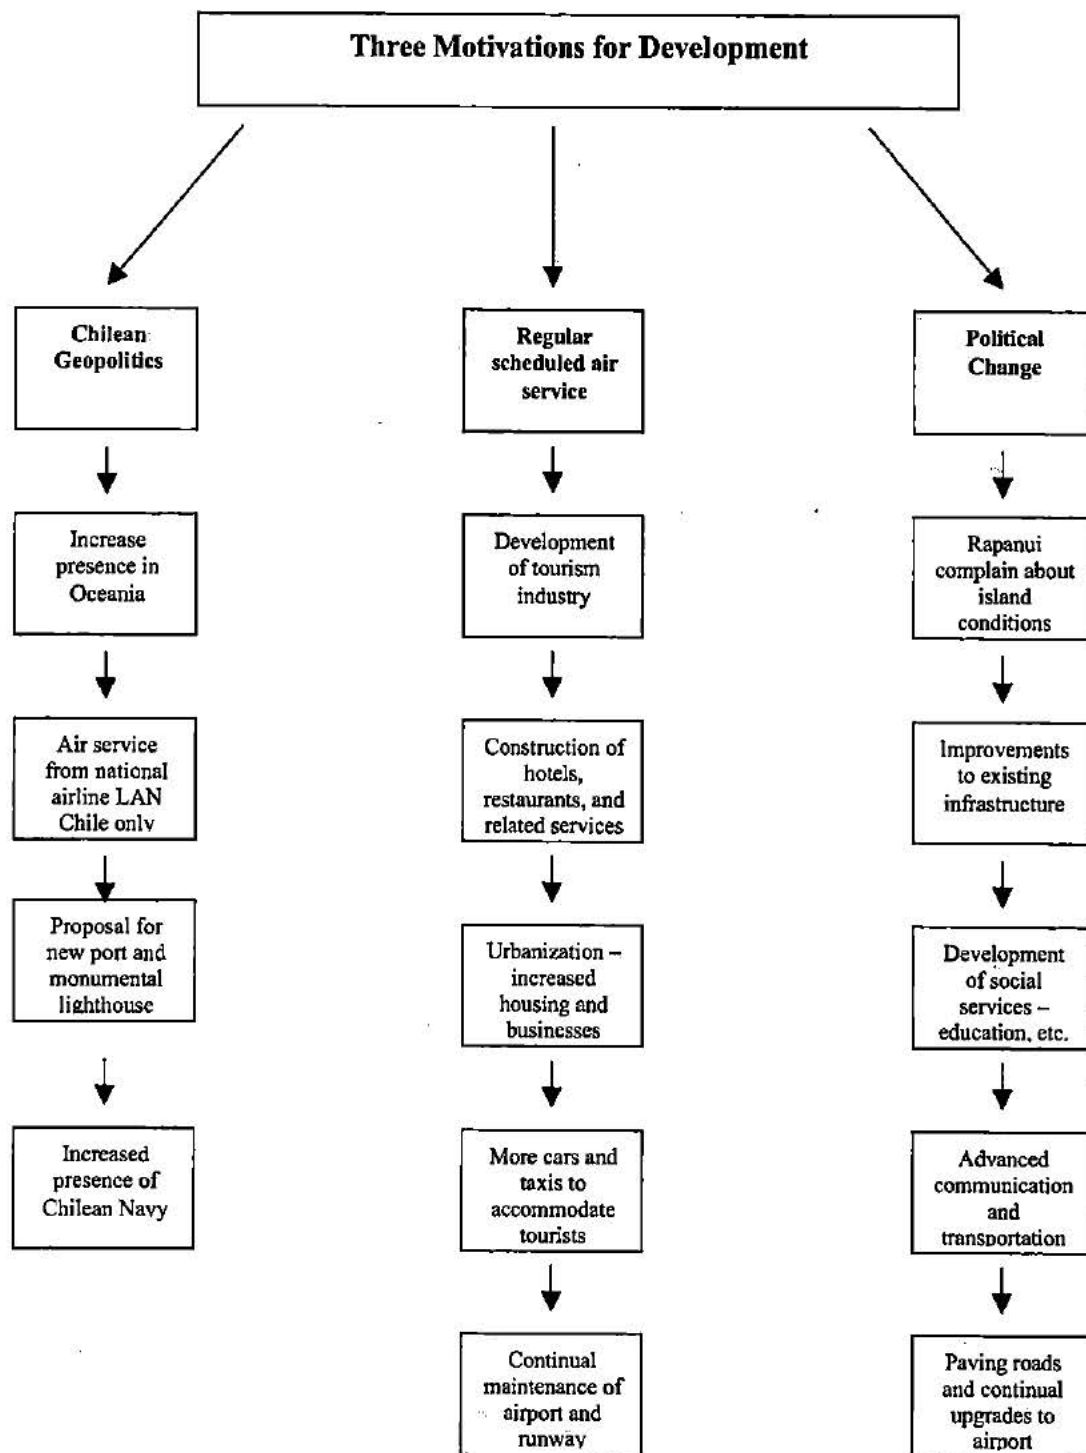 Three Motivations for Development
Chilean
Geopolitics
Increase
presence in
Oceania
Air service
from national
airline LAN
Chile only
Proposal for
new port and
monumental
lighthouse
Increased
presence of
Chilean Navy
Regular
scheduled air
service
Development
of tourism
industry
Construction of
hotels,
restaurants, and
related services
Urbanization –
increased
housing and
businesses
More cars and
taxis to
accommodate
tourists
Continual
maintenance of
airport and
runway
Political
Change
Rapanui
complain about
island
conditions
Improvements
to existing
infrastructure
Development
of social
services –
education, etc.
Advanced
communication
and
transportation
Paving roads
and continual
upgrades to
airport